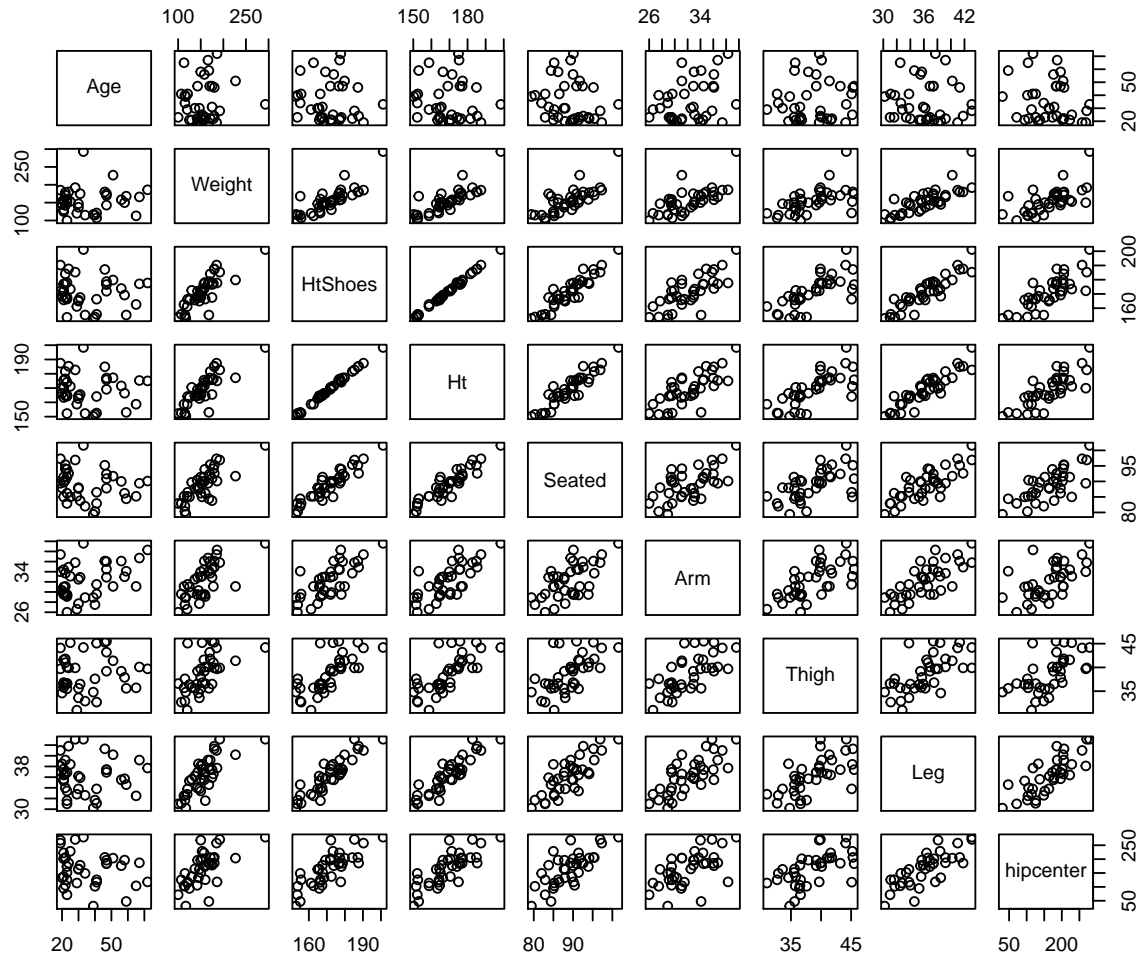 100 250 150 180 26 34 30 36 42
Age 20 50
100 250 Weight
HtShoes 160 200
150 190 Ht
Seated 80 95
26 34 Arm
Thigh 35 45
30 38 Leg
hipcenter 50 250
20 50 160 190 80 90 35 45 50 200